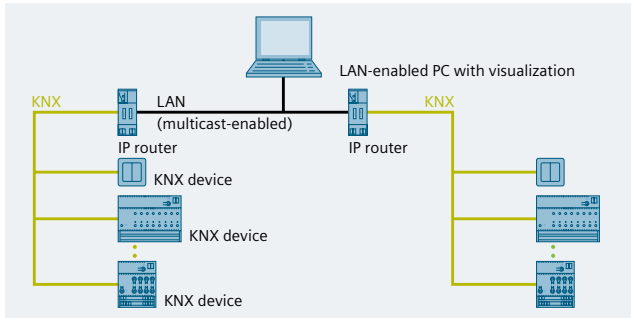 LAN-enabled PC with visualization
KNX
LAN
KNX
(multicast-enabled)
IP router
IP router
KNX device
KNX device
KNX device